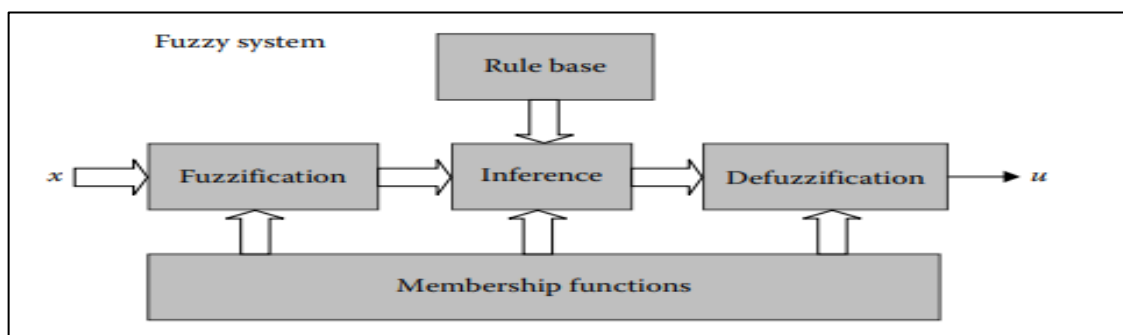 Fuzzy system
Rule base
x
Fuzzification
Inference
Defuzzification
u
Membership functions